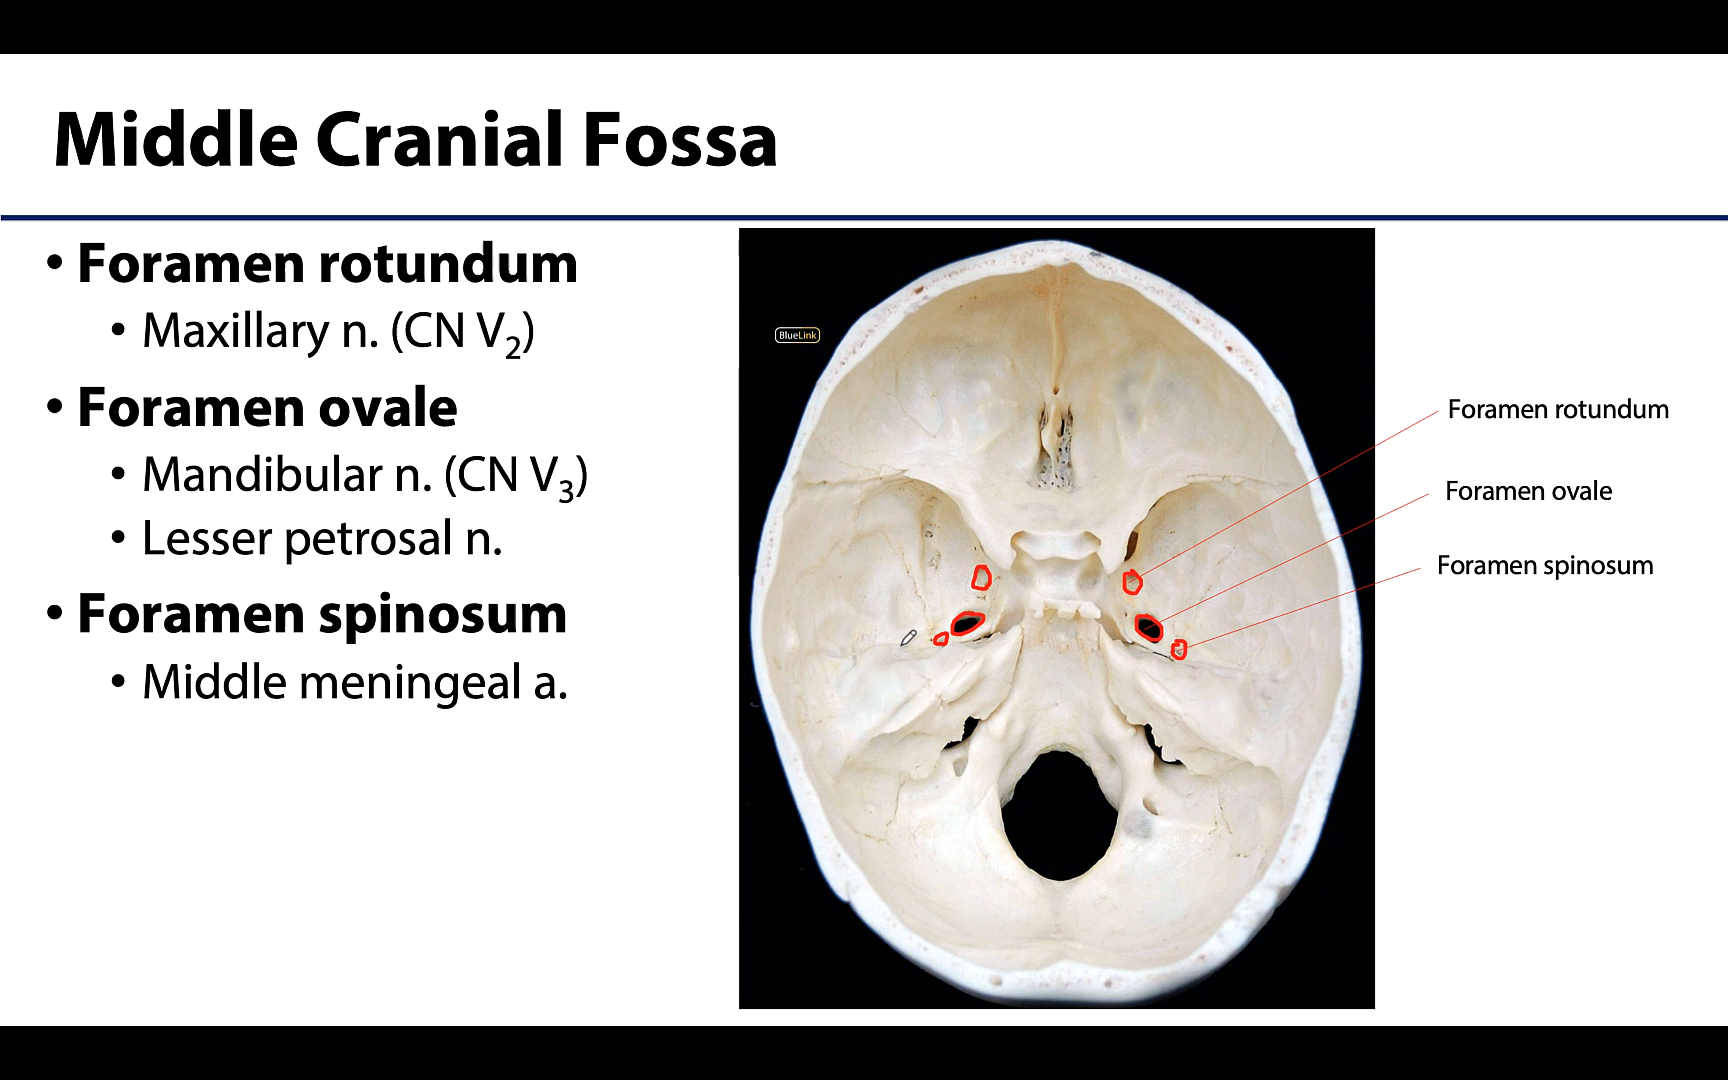 Middle Cranial Fossa
• Foramen rotundum
• Maxillary n. (CN V₂)
• Foramen ovale
• Mandibular n. (CN V₃)
• Lesser petrosal n.
• Foramen spinosum
• Middle meningeal a.
BlueLink
Foramen rotundum
Foramen ovale
Foramen spinosum